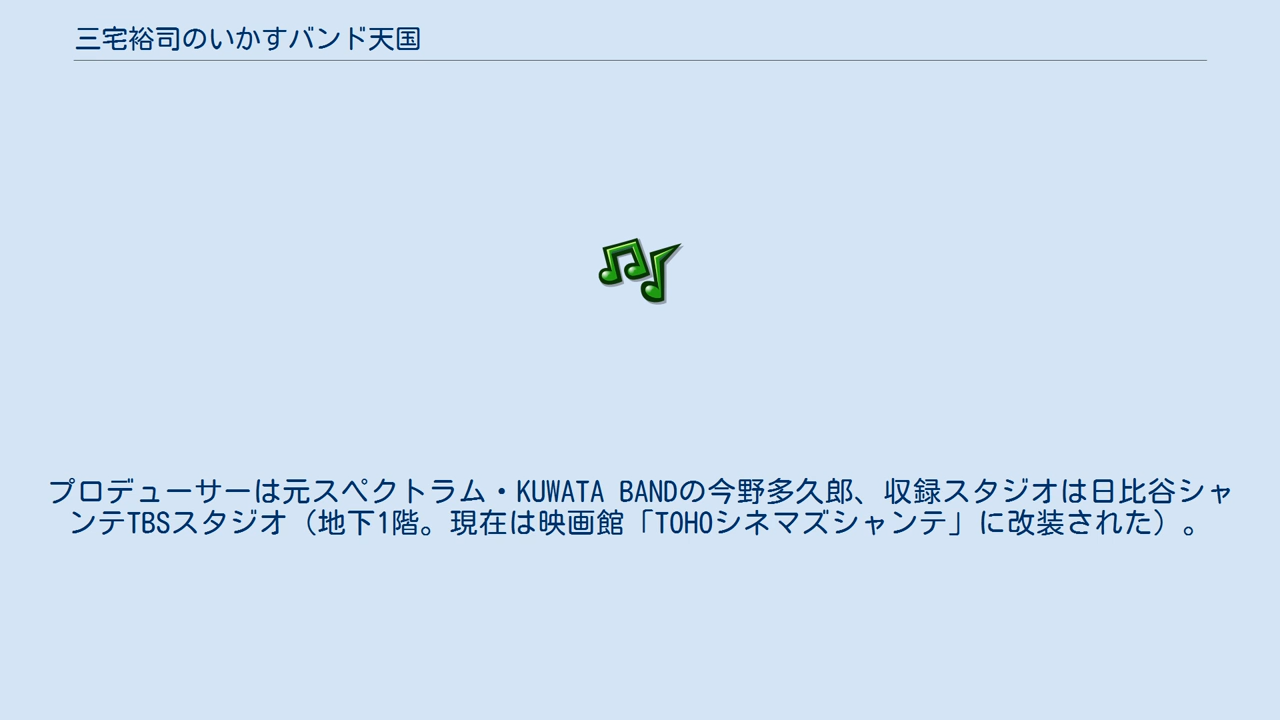 三宅裕司のいかすバンド天国
プロデューサーは元スペクトラム・KUWATA BANDの今野多久郎、収録スタジオは日比谷シャ
ンテTBSスタジオ（地下1階。現在は映画館「TOHOシネマズシャンテ」に改装された）。